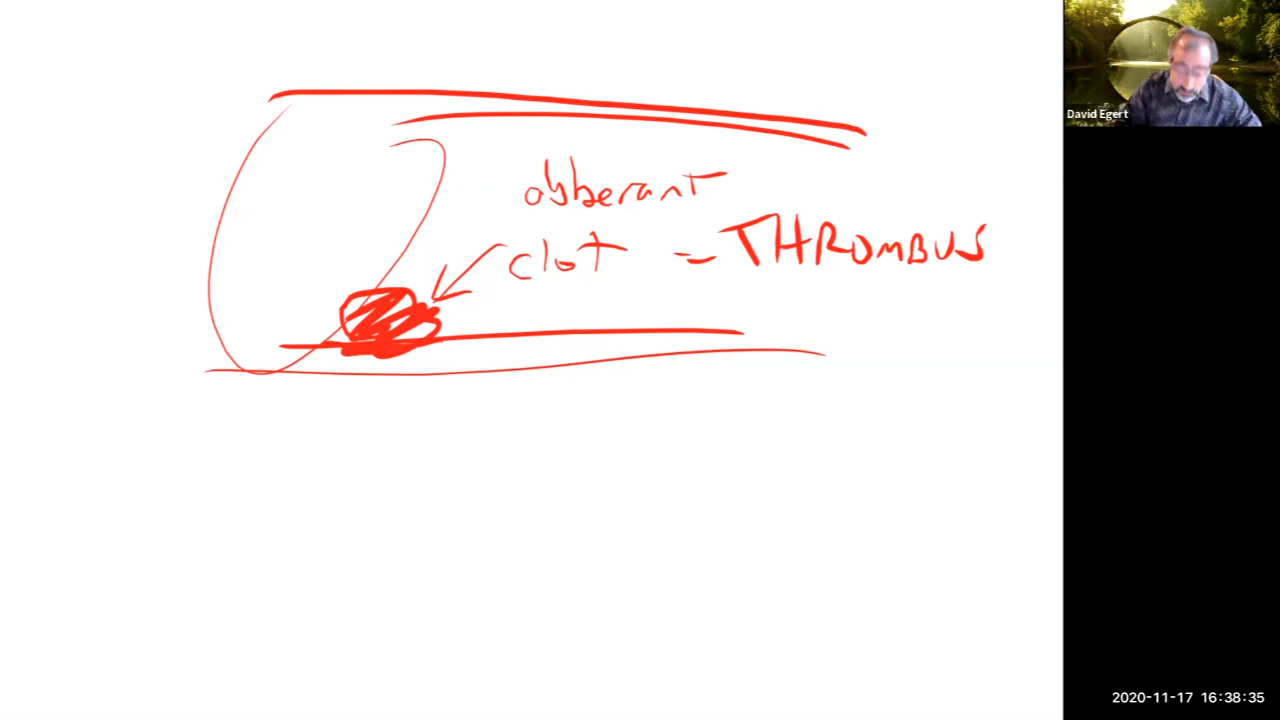 abberant
clot = THROMBUS
David Egert
2020-11-17 16:38:35